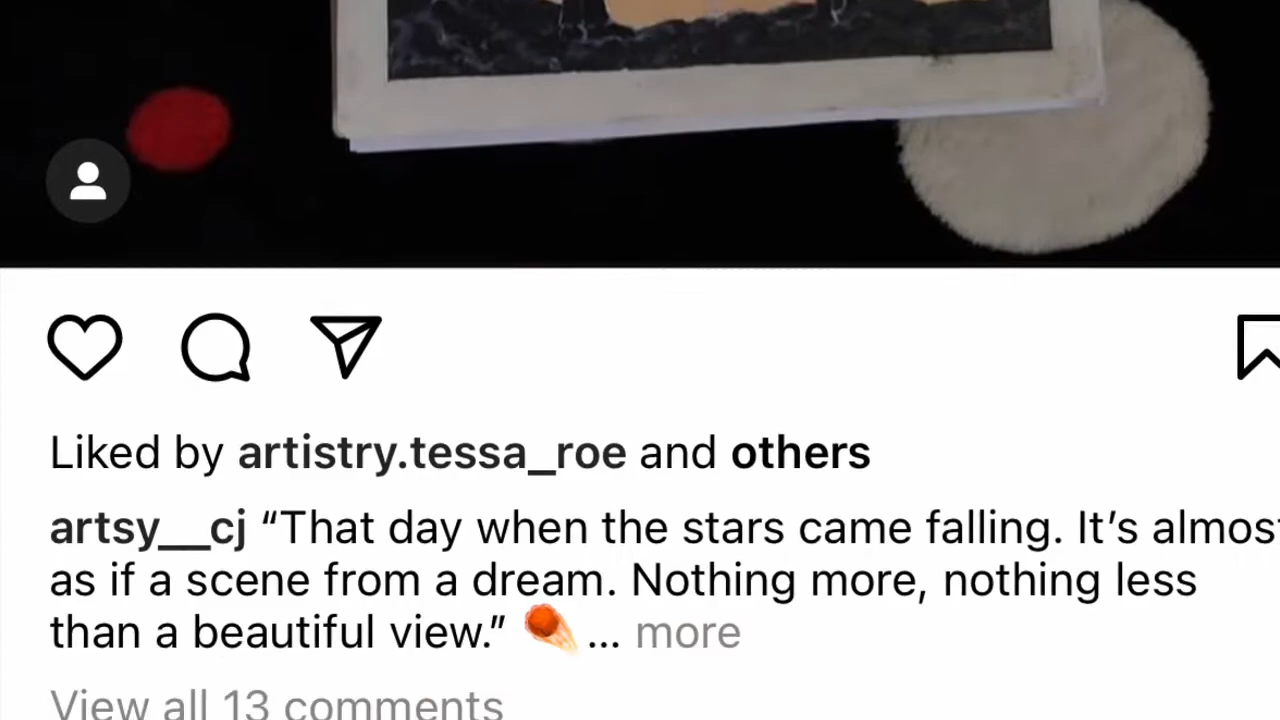 Liked by artistry.tessa_roe and others
artsy__cj “That day when the stars came falling. It’s almost
as if a scene from a dream. Nothing more, nothing less
than a beautiful view.” ☄️ ... more
View all 13 comments